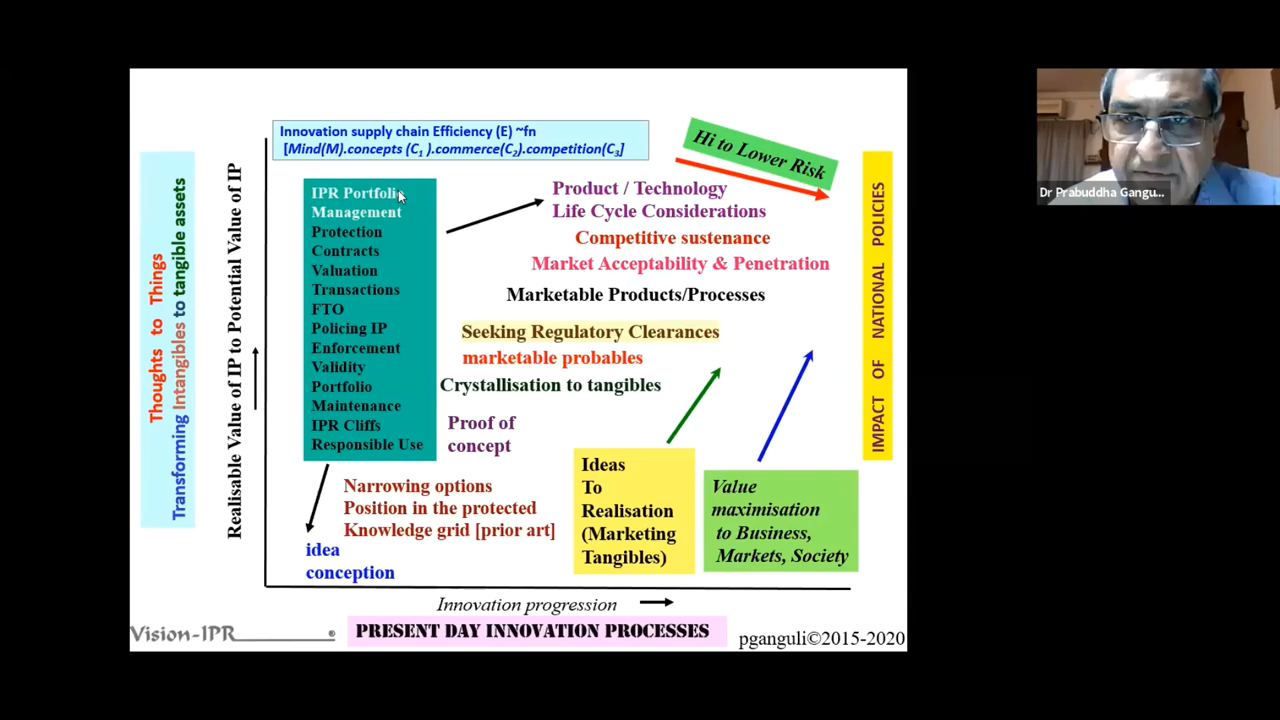 Innovation supply chain Efficiency (E) ~fn
[Mind(M).concepts (C1 ).commerce(C2).competition(C3]
Hi to Lower Risk
Thoughts to Things
Transforming Intangibles to tangible assets
Realisable Value of IP to Potential Value of IP
IPR Portfolio
Management
Protection
Contracts
Valuation
Transactions
FTO
Policing IP
Enforcement
Validity
Portfolio
Maintenance
IPR Cliffs
Responsible Use
Product / Technology
Life Cycle Considerations
Competitive sustenance
Market Acceptability & Penetration
Marketable Products/Processes
Seeking Regulatory Clearances
marketable probables
Crystallisation to tangibles
Proof of
concept
Narrowing options
Position in the protected
Knowledge grid [prior art]
idea
conception
Ideas
To
Realisation
(Marketing
Tangibles)
Value
maximisation
to Business,
Markets, Society
IMPACT OF NATIONAL POLICIES
Innovation progression
Vision-IPR ®
PRESENT DAY INNOVATION PROCESSES
pganguli©2015-2020
Dr Prabuddha Gangu...